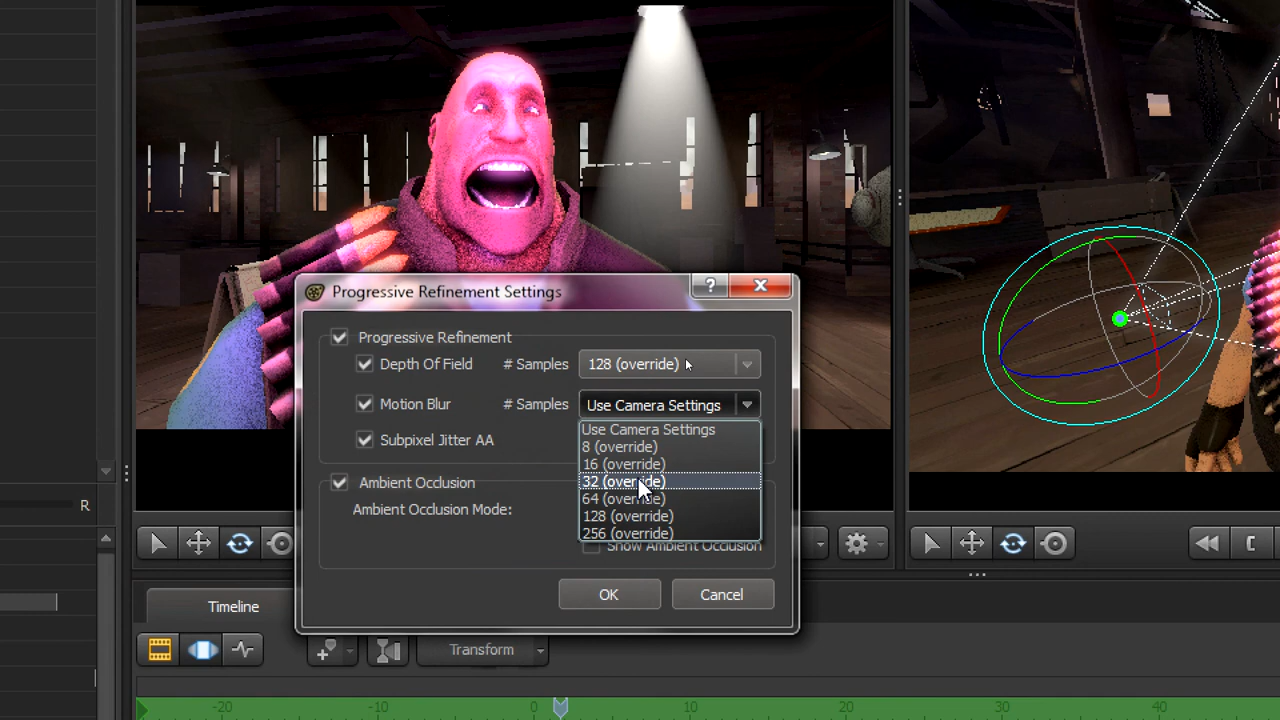 Progressive Refinement Settings
?
Progressive Refinement
Depth Of Field # Samples 128 (override)
Motion Blur # Samples Use Camera Settings
Use Camera Settings
8 (override)
Subpixel Jitter AA 16 (override)
32 (override)
Ambient Occlusion 64 (override)
Ambient Occlusion Mode: 128 (override)
256 (override)
Show Ambient Occlusion
R
OK Cancel
Timeline
Transform
-20 -10 0 10 20 30 40